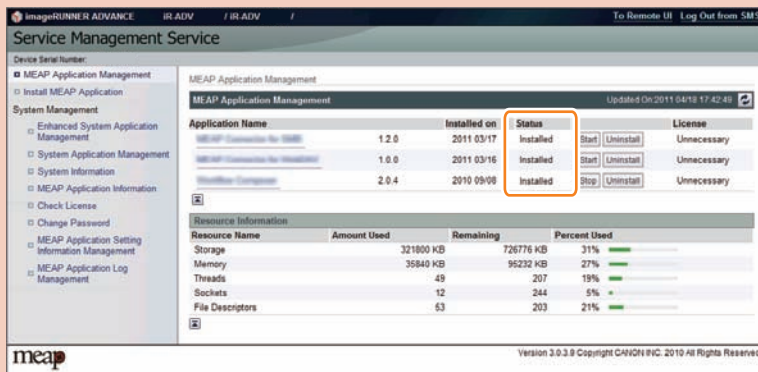 imageRUNNER ADVANCE iR-ADV / iR-ADV / To Remote UI Log Out from SMS
Service Management Service
Device Serial Number:
MEAP Application Management
Install MEAP Application
System Management
Enhanced System Application
Management
System Application Management
System Information
MEAP Application Information
Check License
Change Password
MEAP Application Setting
Information Management
MEAP Application Log
Management
MEAP Application Management
MEAP Application Management Updated On:2011 04/18 17:42:49
Application Name Installed on Status License
1.2.0 2011 03/17 Installed Start Uninstall Unnecessary
1.0.0 2011 03/16 Installed Start Uninstall Unnecessary
2.0.4 2010 09/08 Installed Stop Uninstall Unnecessary
Resource Information
Resource Name Amount Used Remaining Percent Used
Storage 321800 KB 726776 KB 31%
Memory 35840 KB 95232 KB 27%
Threads 49 207 19%
Sockets 12 244 5%
File Descriptors 53 203 21%
meap
Version 3.0.3.9 Copyright CANON INC. 2010 All Rights Reserved